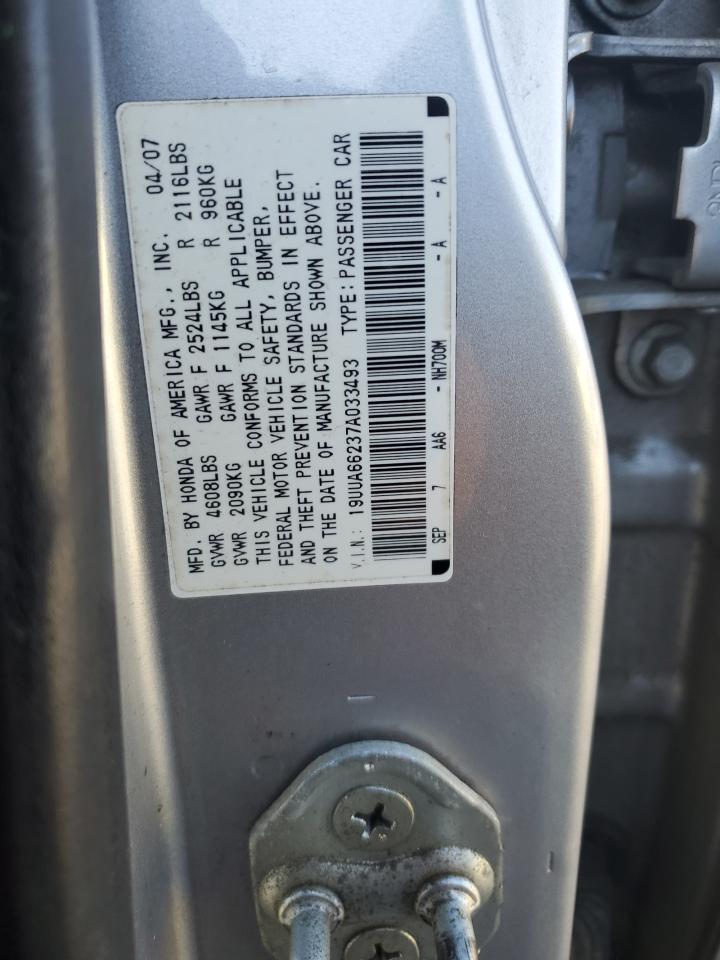 MFD. BY HONDA OF AMERICA MFG., INC. 04/07
GVWR 4608LBS GAWR F 2524LBS R 2116LBS
GVWR 2090KG GAWR F 1145KG R 960KG
THIS VEHICLE CONFORMS TO ALL APPLICABLE
FEDERAL MOTOR VEHICLE SAFETY, BUMPER,
AND THEFT PREVENTION STANDARDS IN EFFECT
ON THE DATE OF MANUFACTURE SHOWN ABOVE.
V.I.N.: 19UUA66237A033493 TYPE: PASSENGER CAR
SEP 7 AA6 - NH700M - A - A